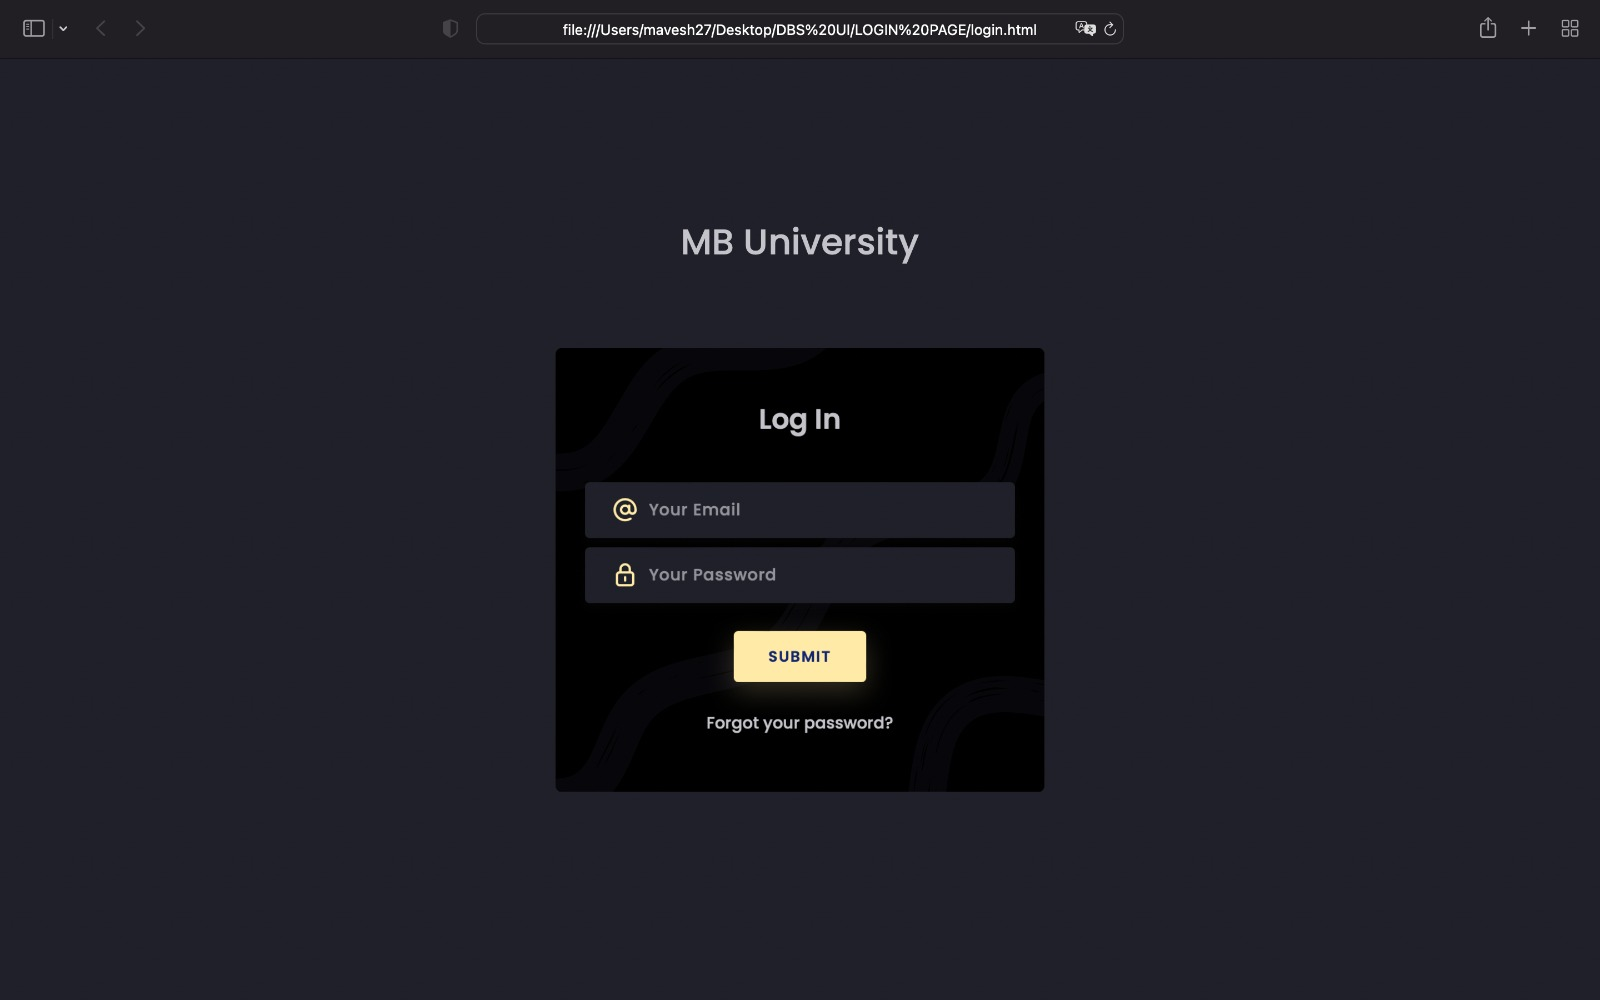 file:///Users/mavesh27/Desktop/DBS%20UI/LOGIN%20PAGE/login.html
MB University
Log In
@ Your Email
Your Password
SUBMIT
Forgot your password?